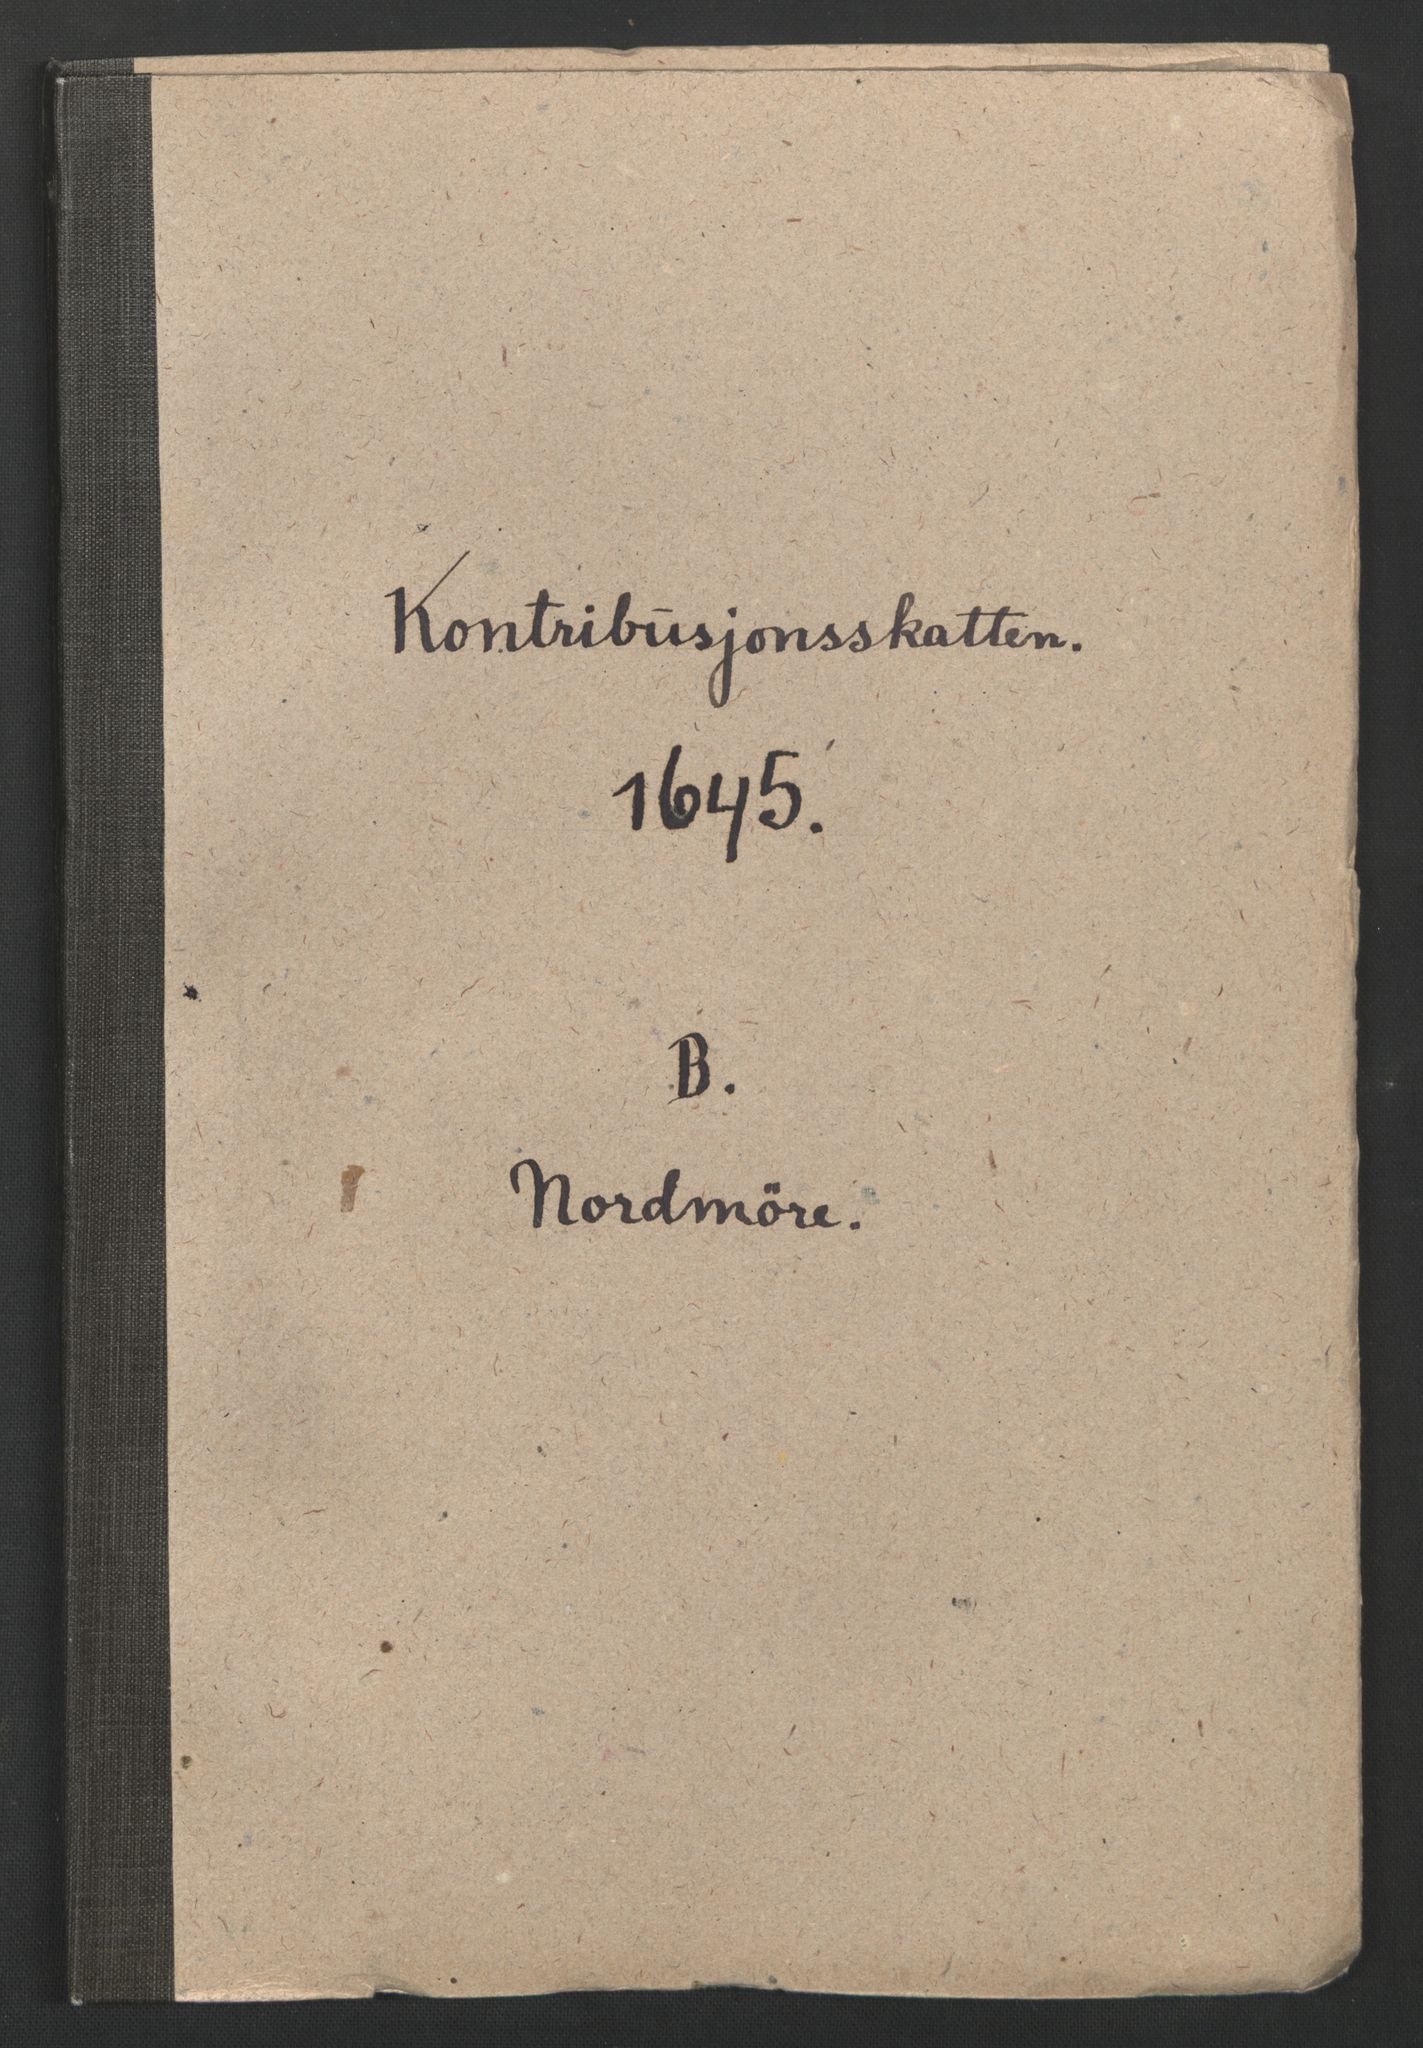 Kontribusjonsskatten.
1645.
B.
Nordmöre.